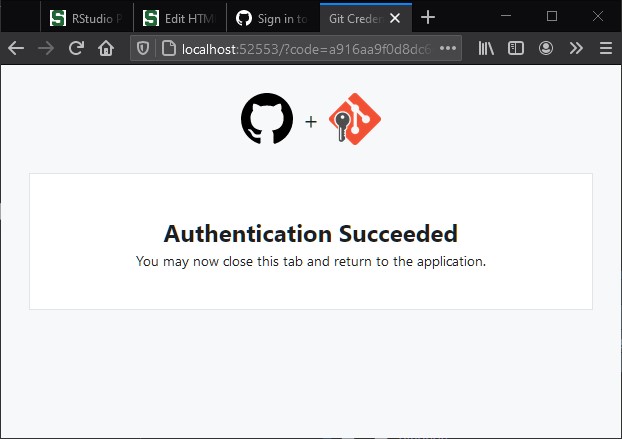 RStudio P
Edit HTM
Sign in to
Git Creden
localhost:52553/?code=a916aa9f0d8dc6
+
Authentication Succeeded
You may now close this tab and return to the application.